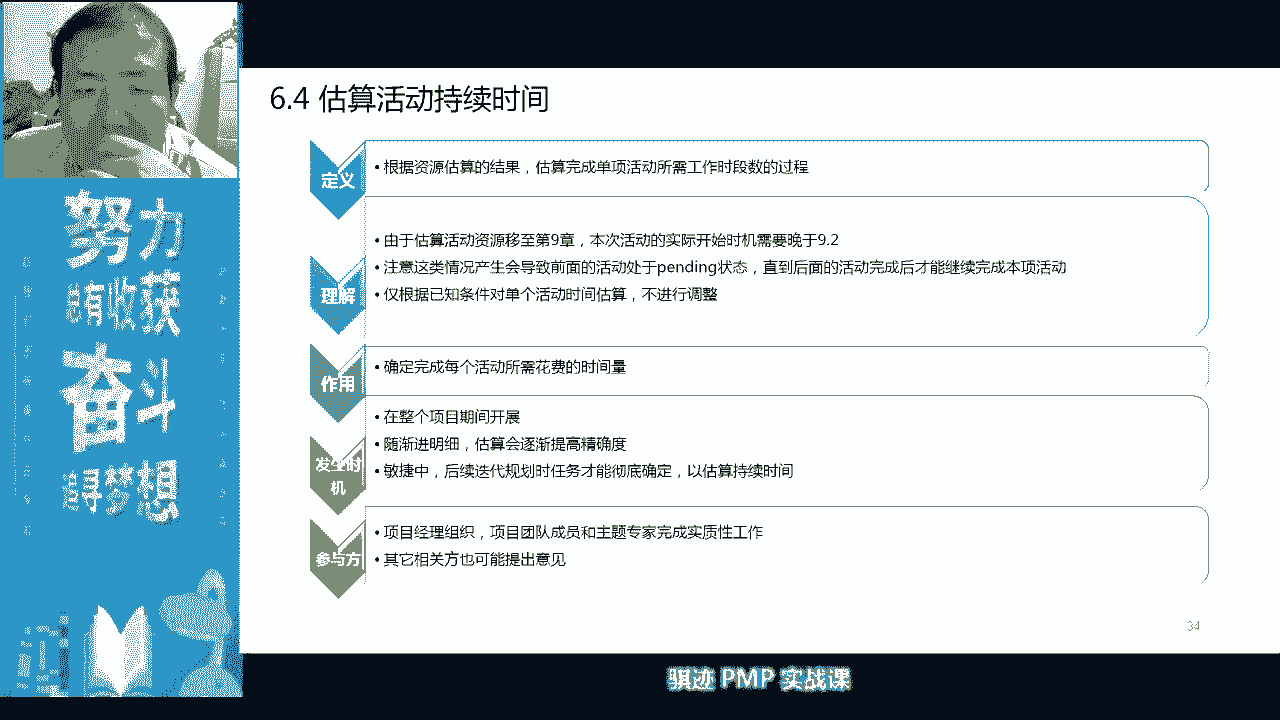 6.4 估算活动持续时间
定义
• 根据资源估算的结果，估算完成单项活动所需工作时段数的过程
理解
• 由于估算活动资源移至第9章，本次活动的实际开始时机需要晚于9.2
• 注意这类情况产生会导致前面的活动处于pending状态，直到后面的活动完成后才能继续完成本项活动
• 仅根据已知条件对单个活动时间估算，不进行调整
作用
• 确定完成每个活动所需花费的时间量
发生时
机
• 在整个项目期间开展
• 随渐进明细，估算会逐渐提高精确度
• 敏捷中，后续迭代规划时任务才能彻底确定，以估算持续时间
参与方
• 项目经理组织，项目团队成员和主题专家完成实质性工作
• 其它相关方也可能提出意见
34
努力
总有收获
奋斗
追寻梦想
骐迹 PMP 实战课